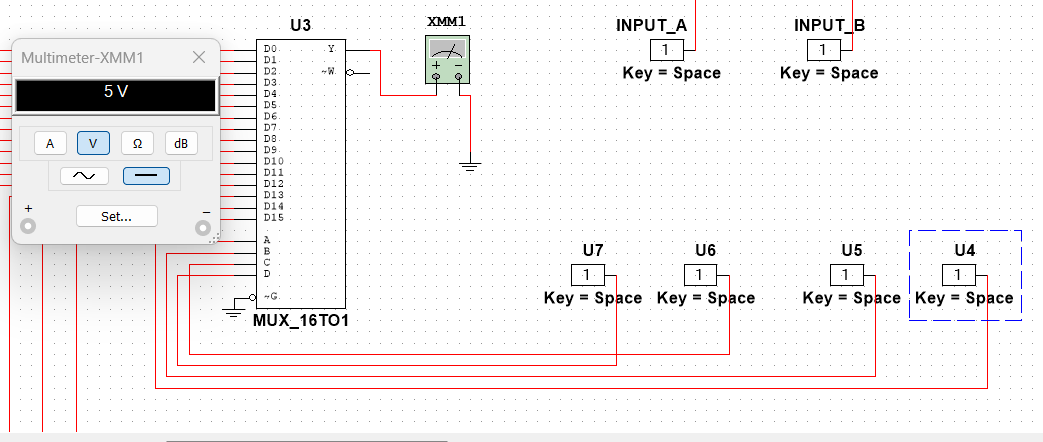 U3
XMM1
INPUT_A
INPUT_B
1
1
Key = Space
Key = Space
Multimeter-XMM1
5 V
A
V
Ω
dB
+
−
Set...
D0
D1
D2
D3
D4
D5
D6
D7
D8
D9
D10
D11
D12
D13
D14
D15
A
B
C
D
~G
Y
~W
+
−
MUX_16TO1
U7
U6
U5
U4
1
1
1
1
Key = Space
Key = Space
Key = Space
Key = Space